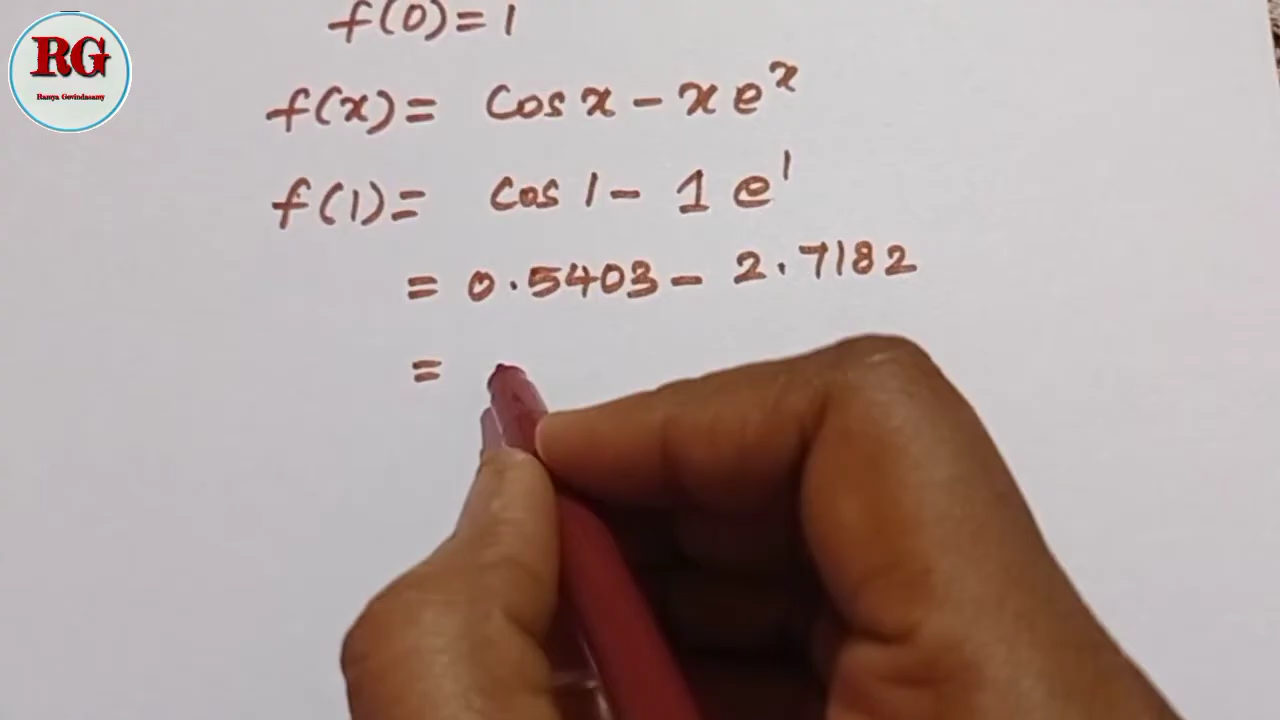 RG
Ramya Govindasamy
f(0) = 1
f(x) = cos x - x e^x
f(1) = cos 1 - 1 e^1
= 0.5403 - 2.7182
=